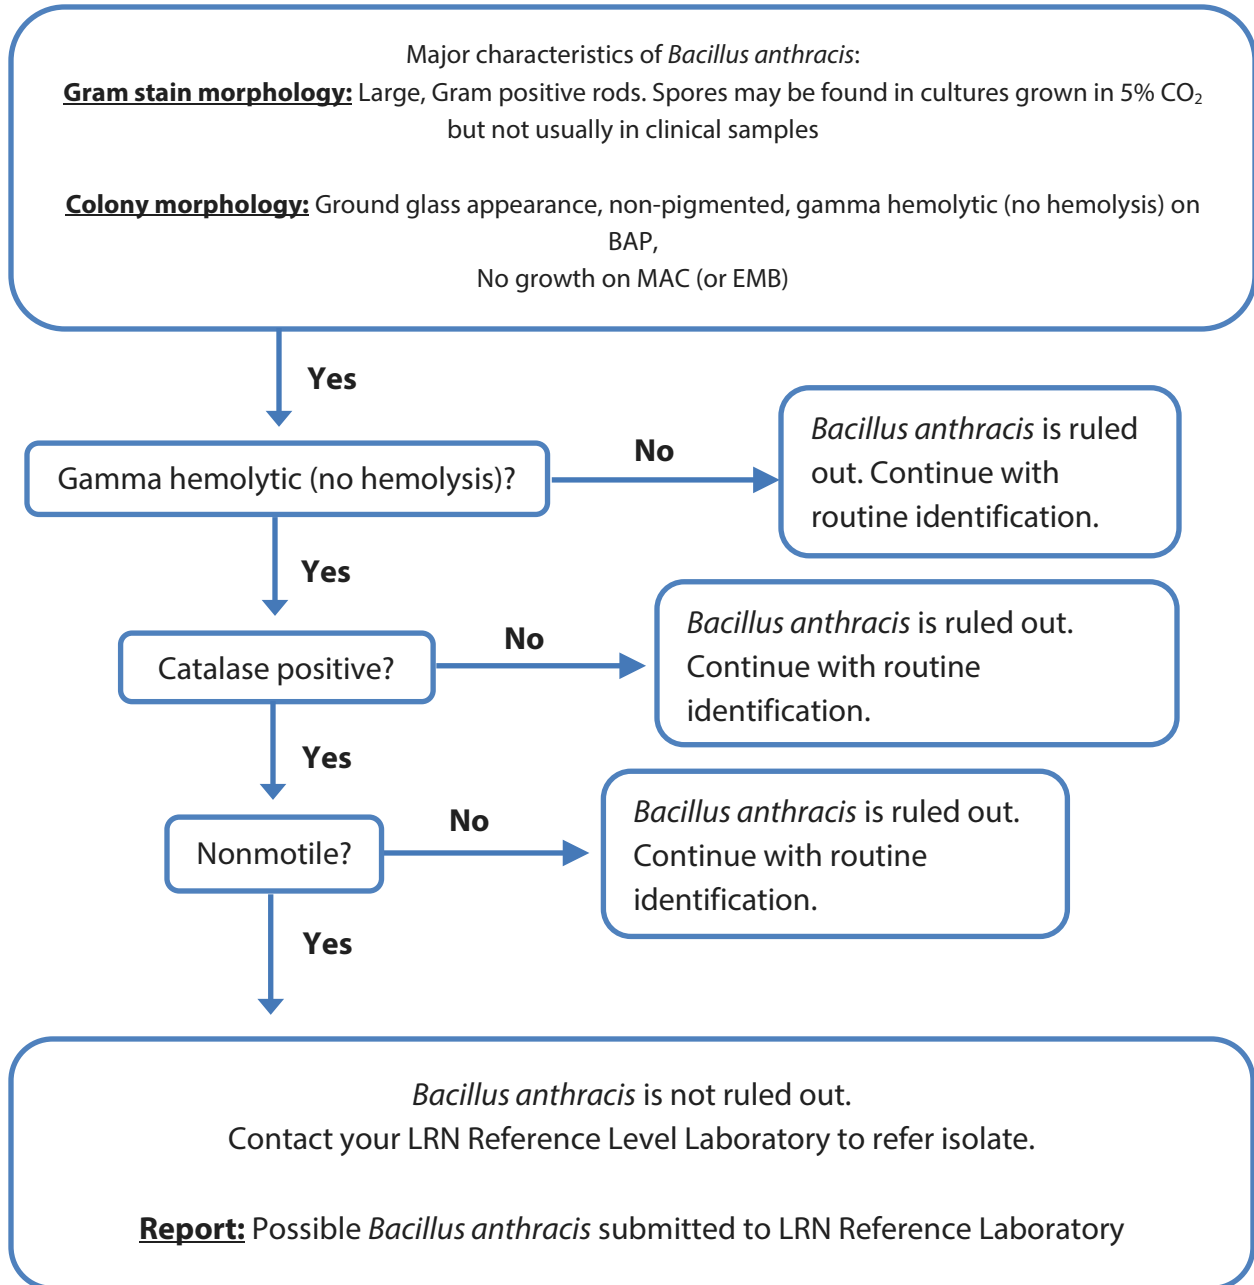 Major characteristics of Bacillus anthracis:
Gram stain morphology: Large, Gram positive rods. Spores may be found in cultures grown in 5% CO₂
but not usually in clinical samples
Colony morphology: Ground glass appearance, non-pigmented, gamma hemolytic (no hemolysis) on
BAP,
No growth on MAC (or EMB)
Yes
Gamma hemolytic (no hemolysis)?
No
Bacillus anthracis is ruled
out. Continue with
routine identification.
Yes
Catalase positive?
No
Bacillus anthracis is ruled out.
Continue with routine
identification.
Yes
Nonmotile?
No
Bacillus anthracis is ruled out.
Continue with routine
identification.
Yes
Bacillus anthracis is not ruled out.
Contact your LRN Reference Level Laboratory to refer isolate.
Report: Possible Bacillus anthracis submitted to LRN Reference Laboratory